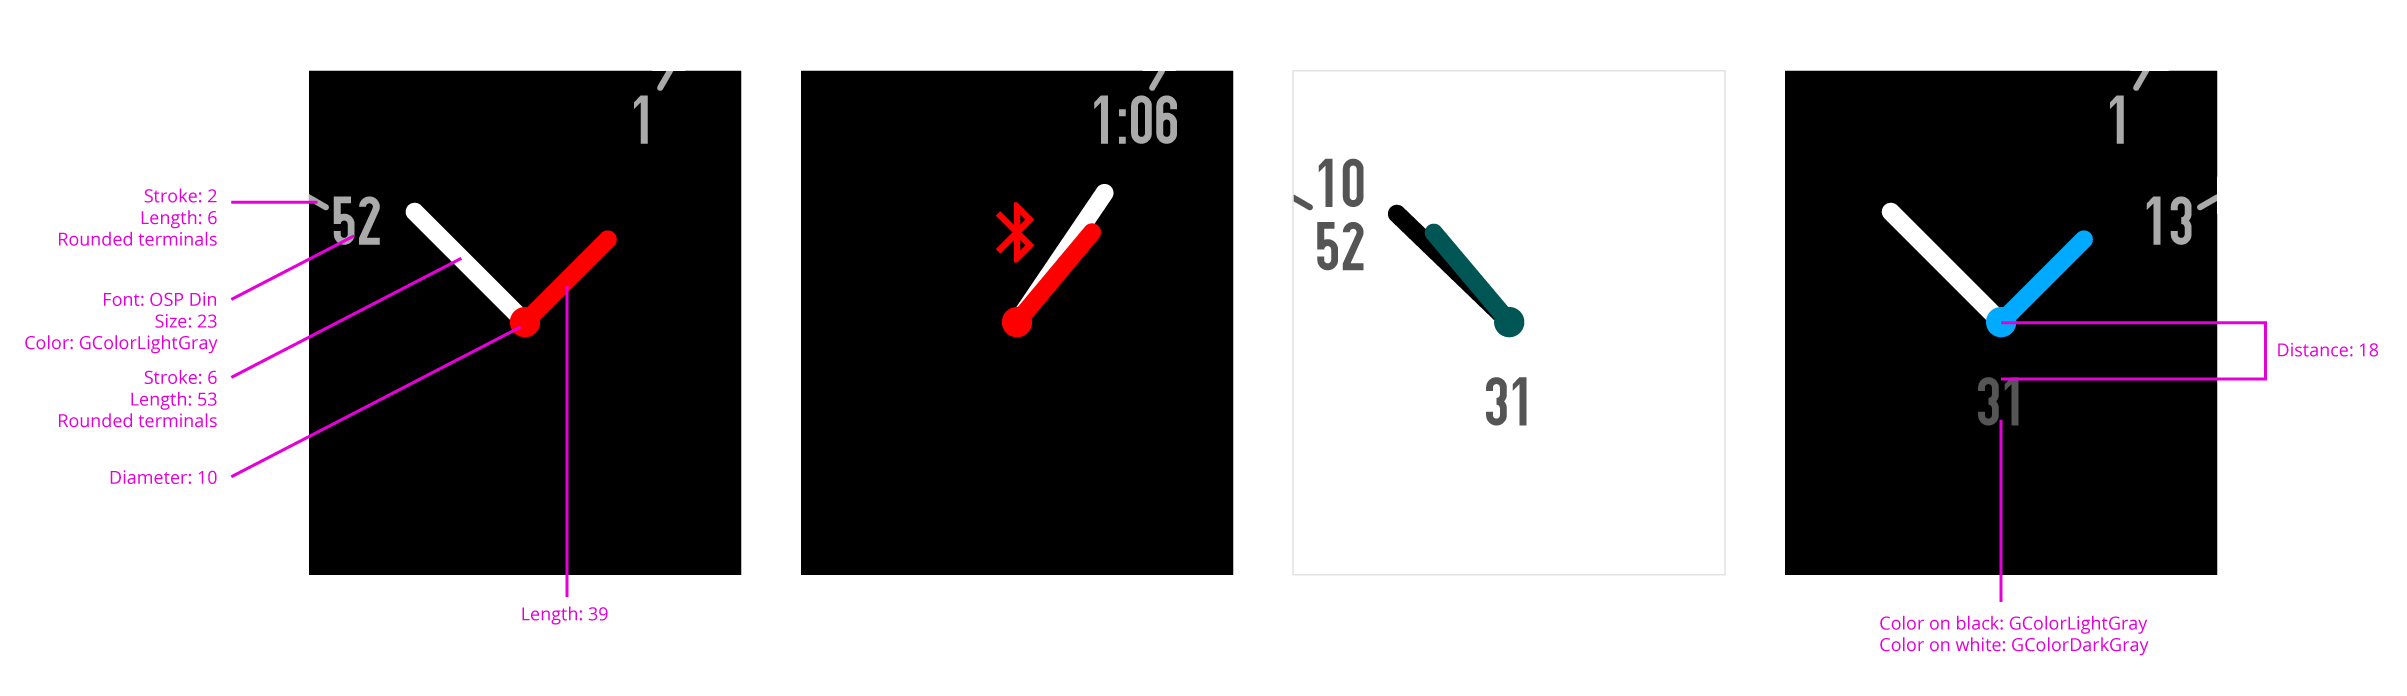 1
52
Stroke: 2
Length: 6
Rounded terminals
Font: OSP Din
Size: 23
Color: GColorLightGray
Stroke: 6
Length: 53
Rounded terminals
Diameter: 10
Length: 39
1:06
10
52
31
1
13
31
Distance: 18
Color on black: GColorLightGray
Color on white: GColorDarkGray